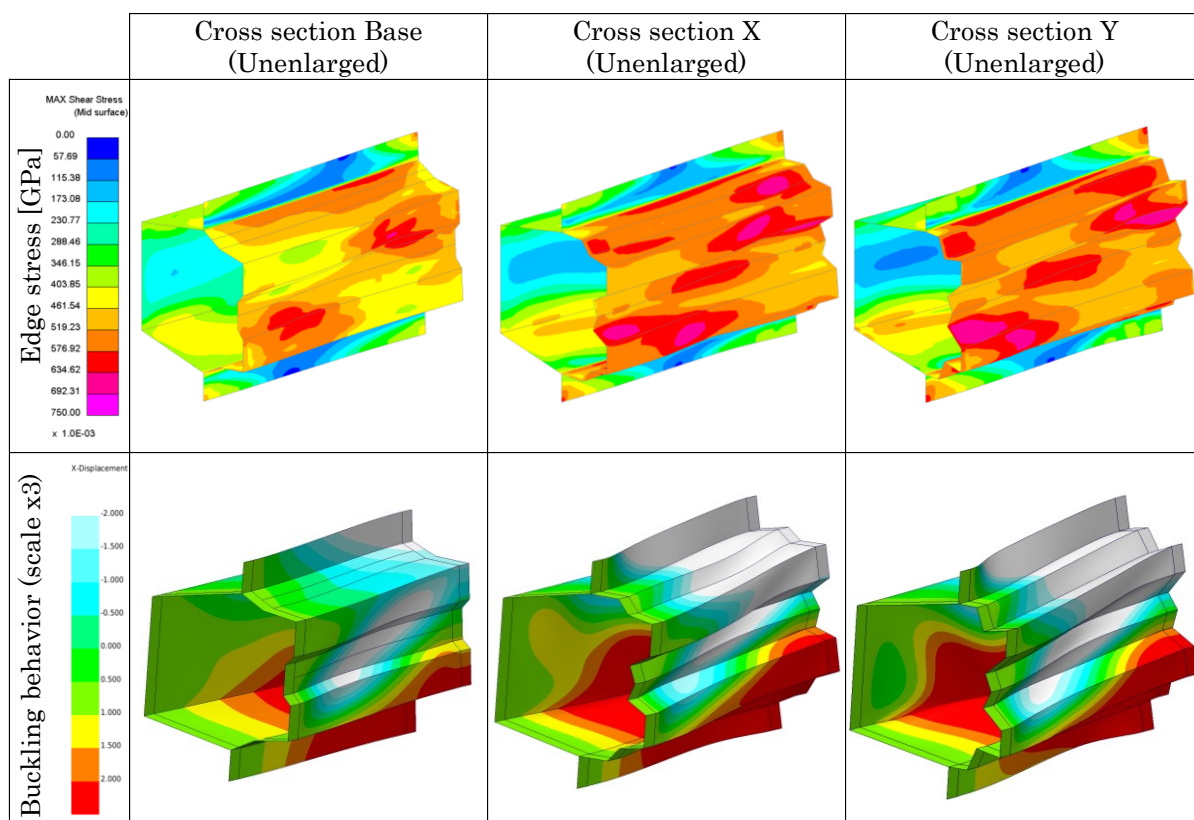 Cross section Base
(Unenlarged)
Cross section X
(Unenlarged)
Cross section Y
(Unenlarged)
Edge stress [GPa]
MAX Shear Stress
(Mid surface)
0.00
57.69
115.38
173.08
230.77
288.46
346.15
403.85
461.54
519.23
576.92
634.62
692.31
750.00
x 1.0E-03
Buckling behavior (scale x3)
X-Displacement
-2.000
-1.500
-1.000
-0.500
0.000
0.500
1.000
1.500
2.000